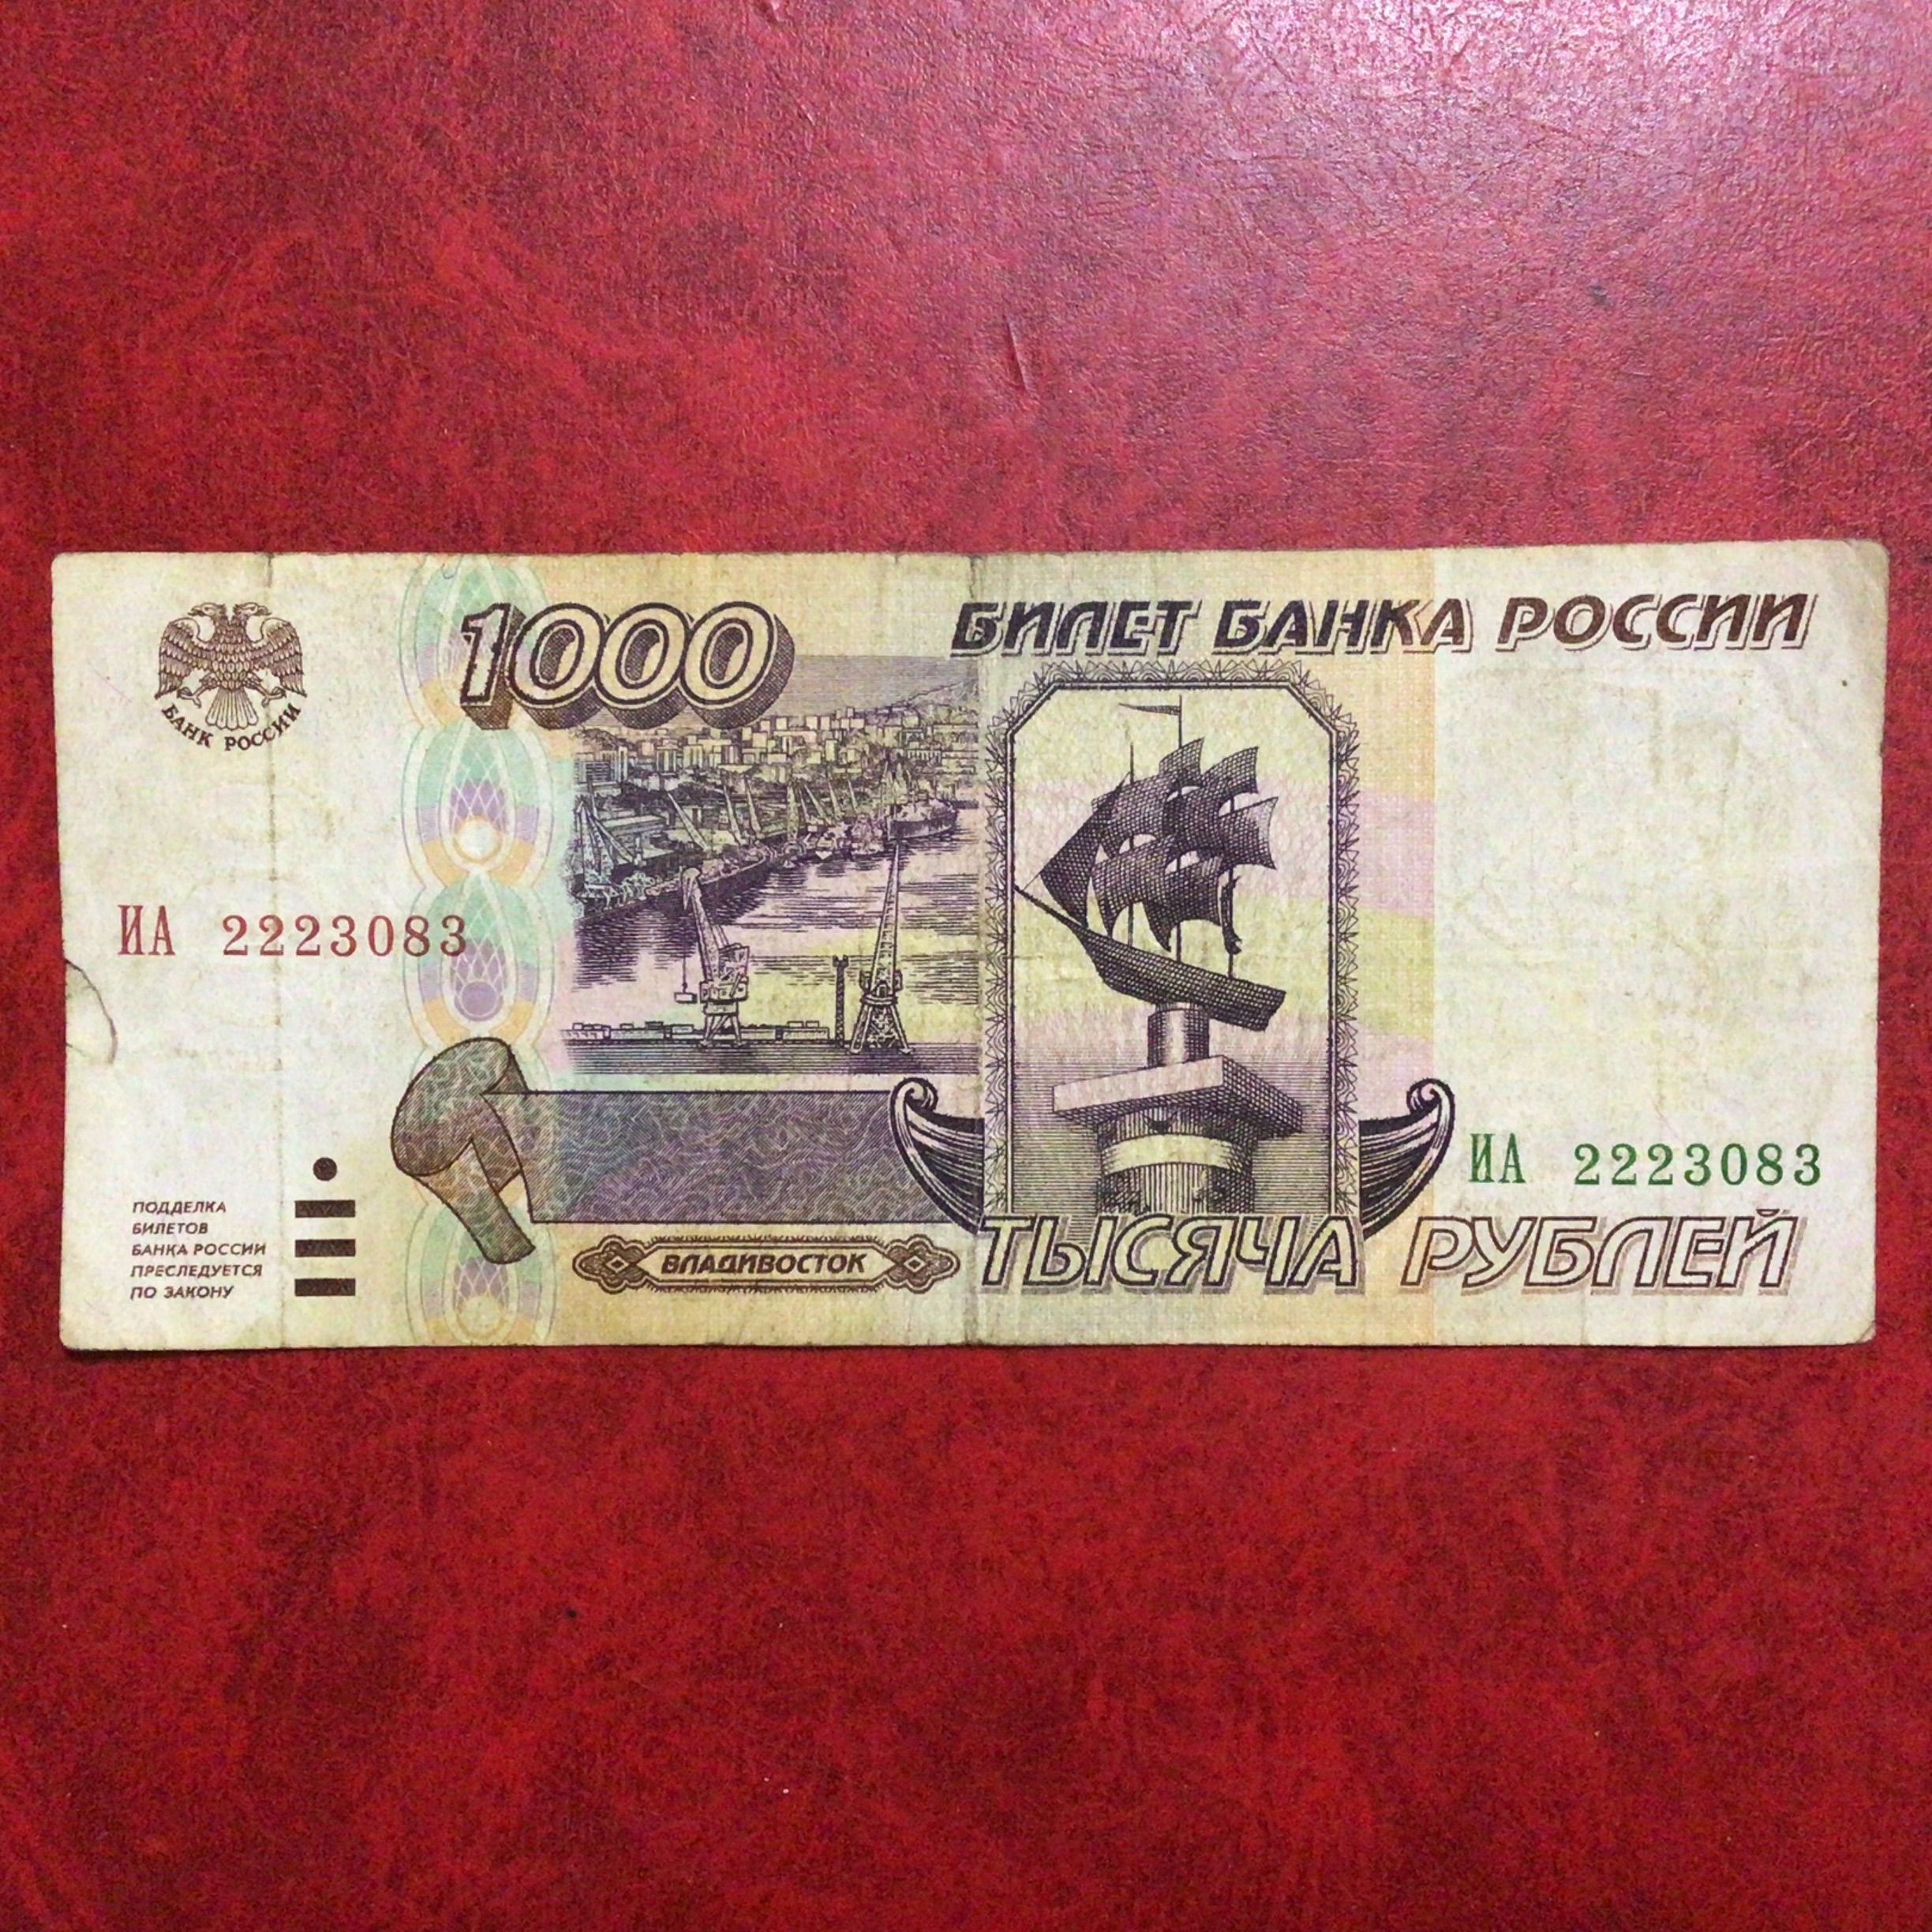 1000
БИЛЕТ БАНКА РОССИИ
БАНК РОССИИ
ИА 2223083
ИА 2223083
ПОДДЕЛКА
БИЛЕТОВ
БАНКА РОССИИ
ПРЕСЛЕДУЕТСЯ
ПО ЗАКОНУ
ВЛАДИВОСТОК
ТЫСЯЧА РУБЛЕЙ